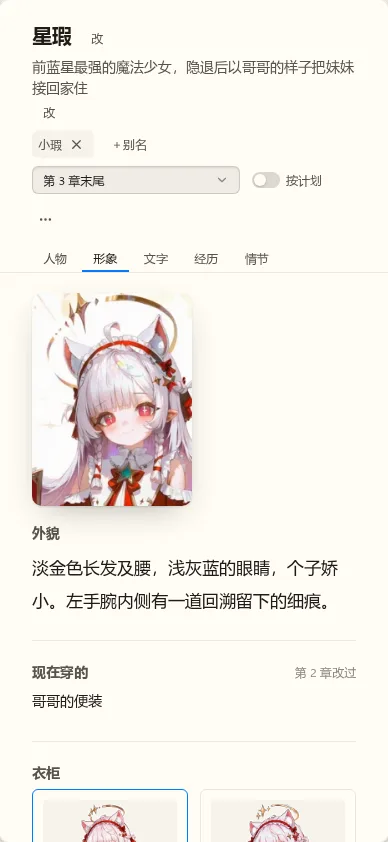 星瑕 改
前蓝星最强的魔法少女，隐退后以哥哥的样子把妹妹
接回家住
改
小瑕 ✕ +别名
第 3 章末尾 按计划
…
人物 形象 文字 经历 情节
外貌
淡金色长发及腰，浅灰蓝的眼睛，个子娇
小。左手腕内侧有一道回溯留下的细痕。
现在穿的 第 2 章改过
哥哥的便装
衣柜